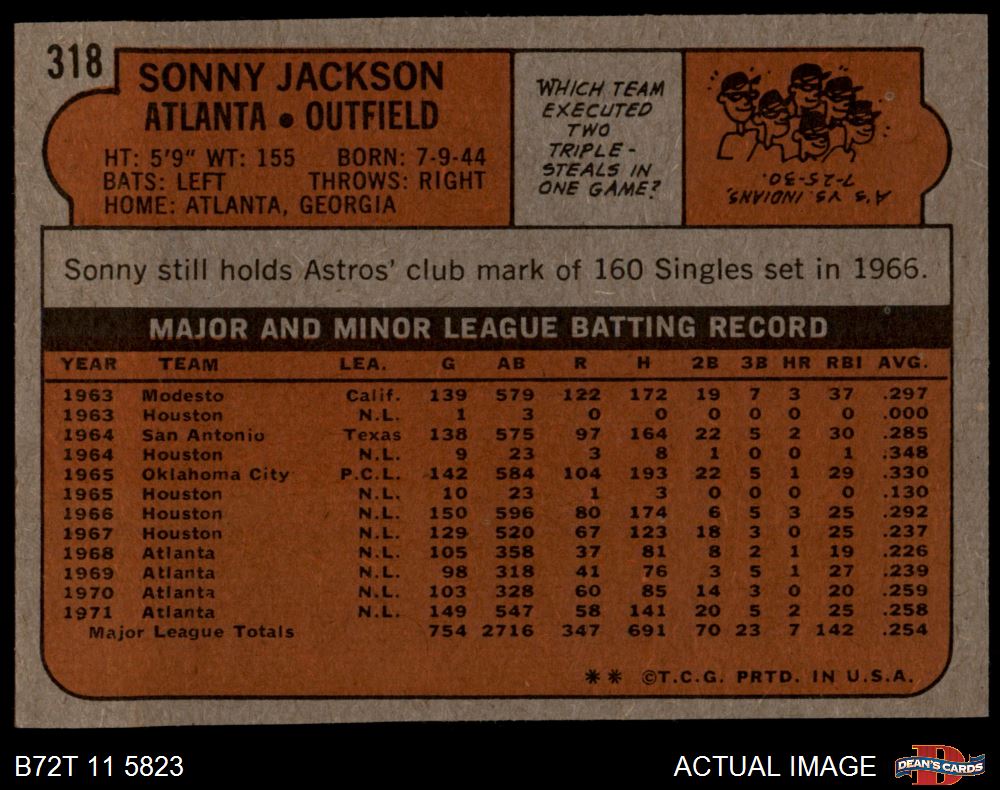 318
SONNY JACKSON
ATLANTA • OUTFIELD
HT: 5'9" WT: 155 BORN: 7-9-44
BATS: LEFT THROWS: RIGHT
HOME: ATLANTA, GEORGIA
WHICH TEAM
EXECUTED
TWO
TRIPLE-
STEALS IN
ONE GAME?
A'S VS. INDIANS,
7-25-30.
Sonny still holds Astros' club mark of 160 Singles set in 1966.
MAJOR AND MINOR LEAGUE BATTING RECORD
YEAR TEAM LEA. G AB R H 2B 3B HR RBI AVG.
1963 Modesto Calif. 139 579 122 172 19 7 3 37 .297
1963 Houston N.L. 1 3 0 0 0 0 0 0 .000
1964 San Antonio Texas 138 575 97 164 22 5 2 30 .285
1964 Houston N.L. 9 23 3 8 1 0 0 1 .348
1965 Oklahoma City P.C.L. 142 584 104 193 22 5 1 29 .330
1965 Houston N.L. 10 23 1 3 0 0 0 0 .130
1966 Houston N.L. 150 596 80 174 6 5 3 25 .292
1967 Houston N.L. 129 520 67 123 18 3 0 25 .237
1968 Atlanta N.L. 105 358 37 81 8 2 1 19 .226
1969 Atlanta N.L. 98 318 41 76 3 5 1 27 .239
1970 Atlanta N.L. 103 328 60 85 14 3 0 20 .259
1971 Atlanta N.L. 149 547 58 141 20 5 2 25 .258
Major League Totals 754 2716 347 691 70 23 7 142 .254
** ©T.C.G. PRTD. IN U.S.A.
B72T 11 5823
ACTUAL IMAGE
DEAN'S CARDS